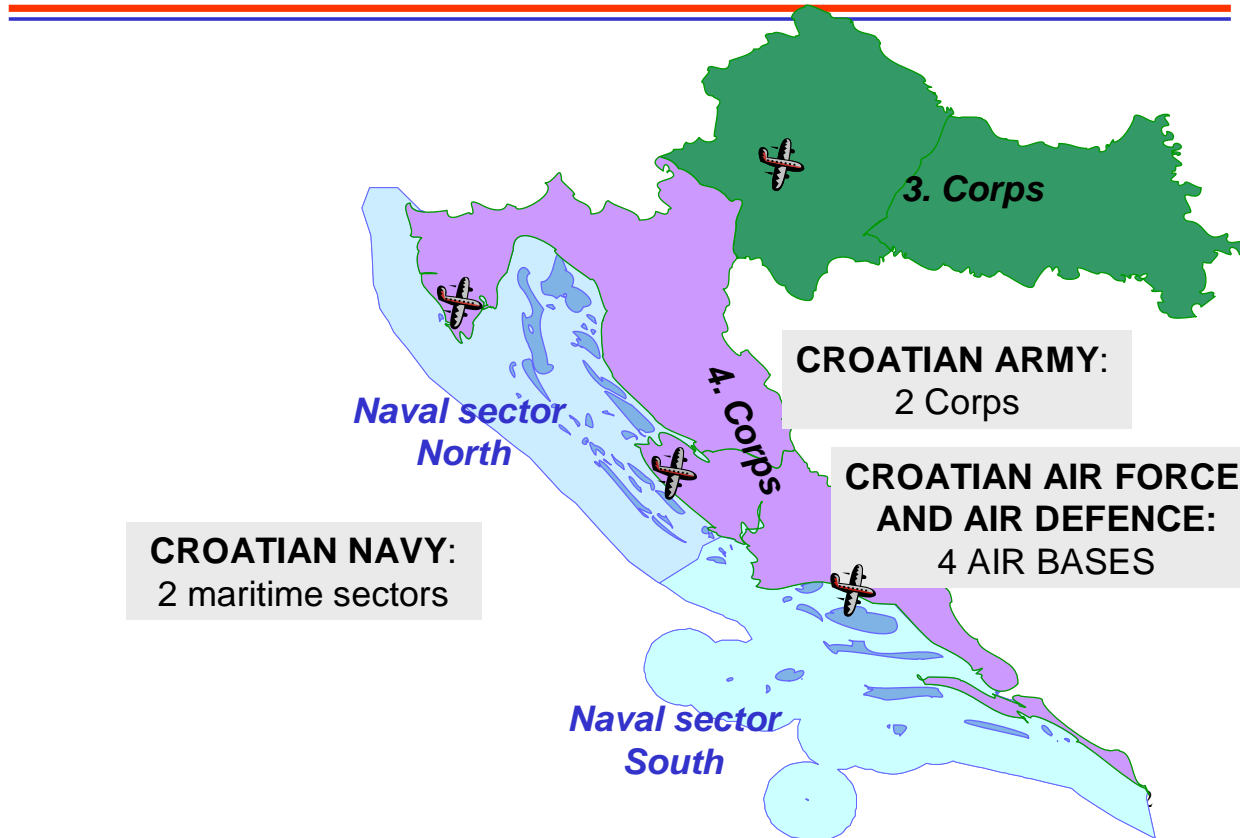 3. Corps
CROATIAN ARMY:
2 Corps
4. Corps
Naval sector
North
CROATIAN AIR FORCE
AND AIR DEFENCE:
4 AIR BASES
CROATIAN NAVY:
2 maritime sectors
Naval sector
South